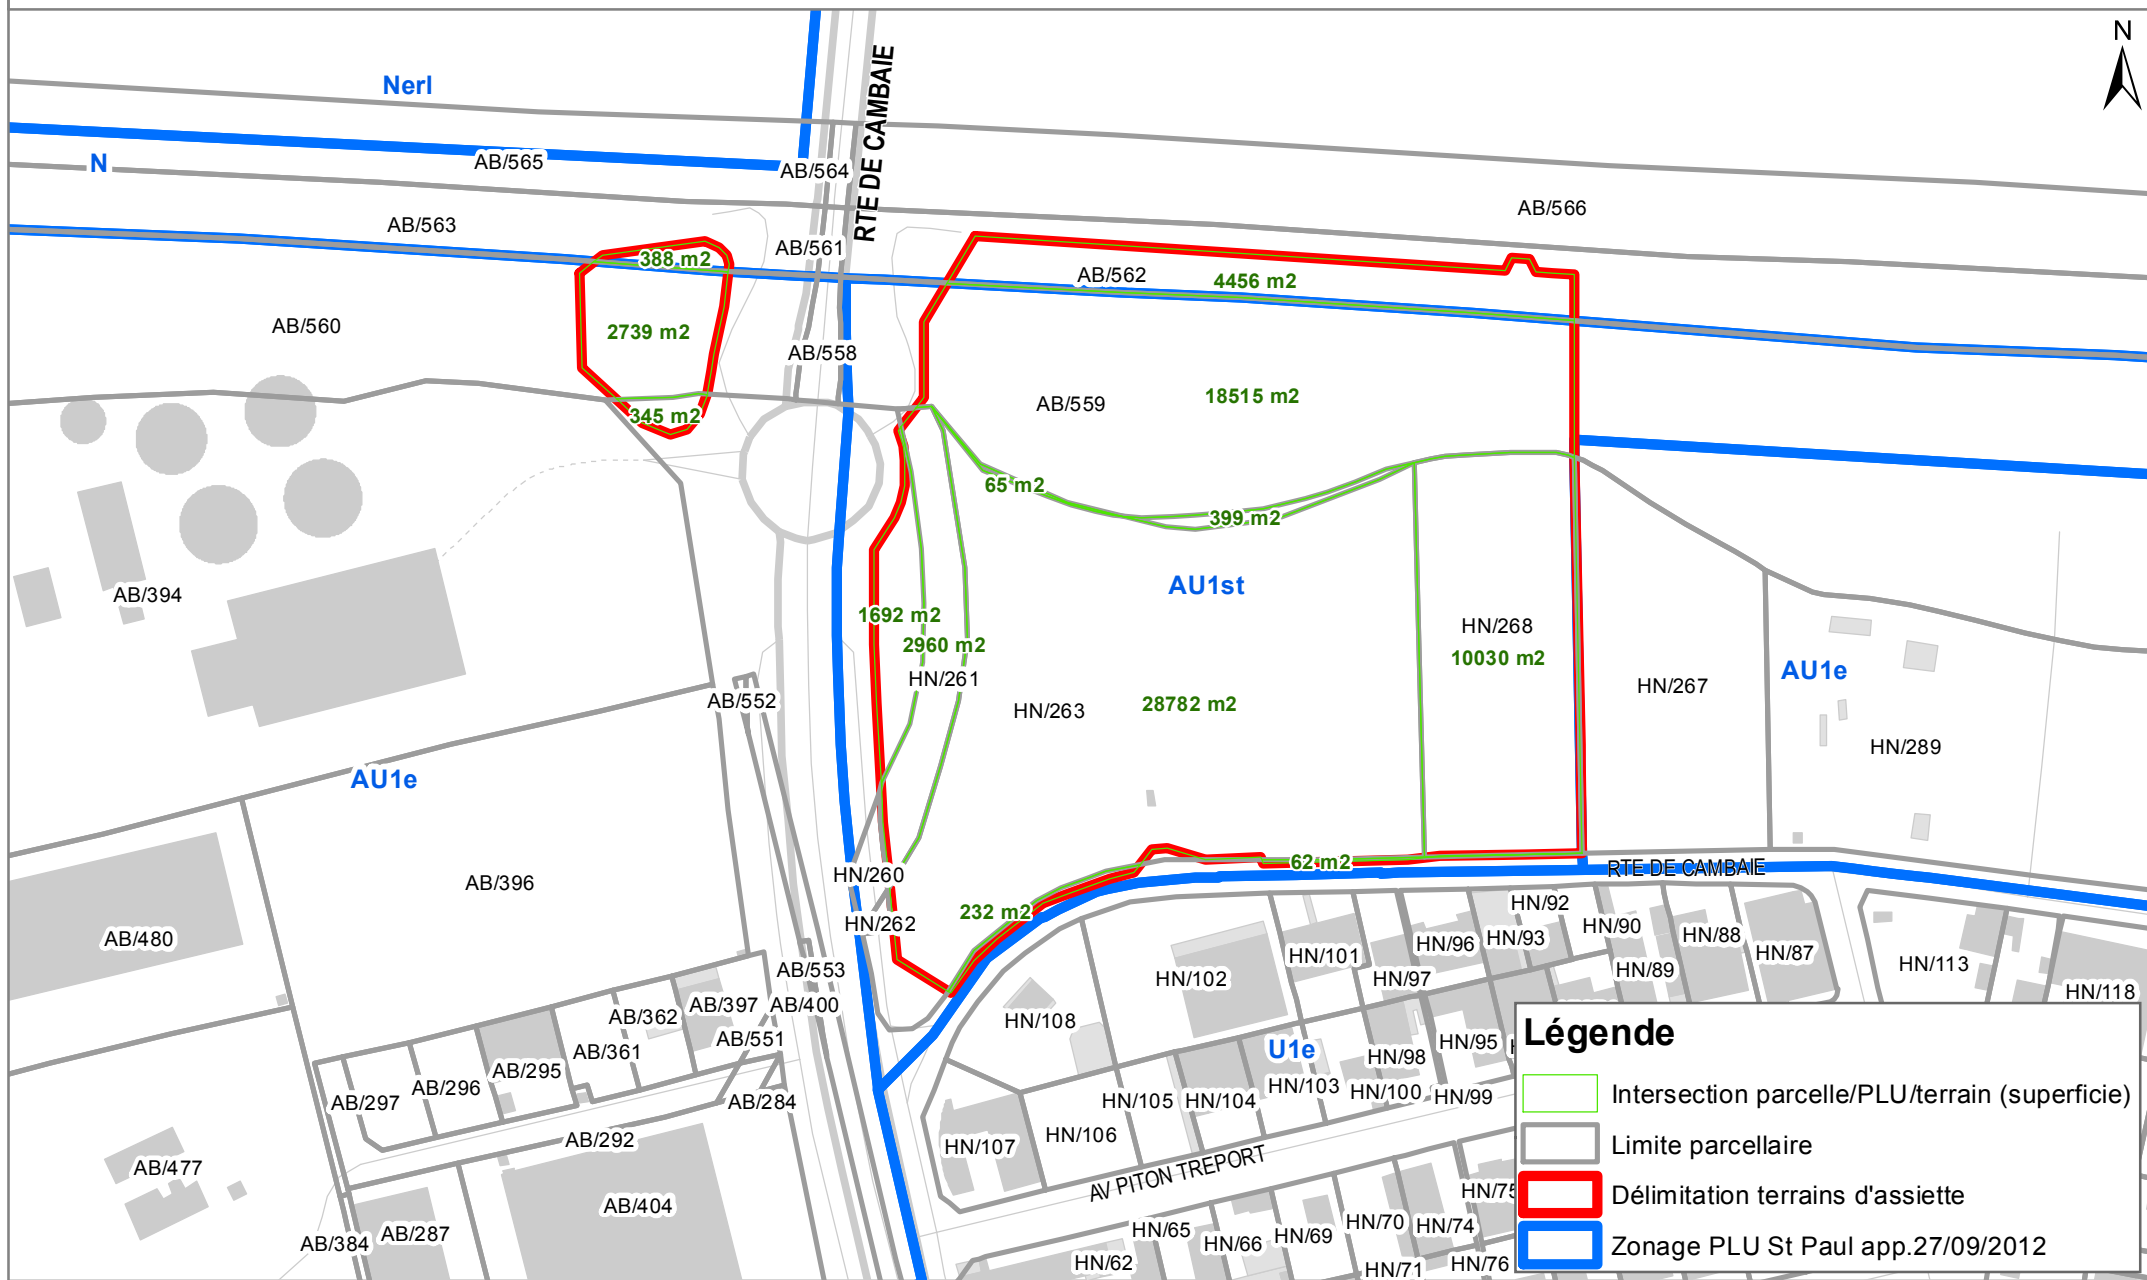 N
Nerl
RTE DE CAMBAIE
N
AB/565
AB/564
AB/566
AB/563
AB/561
388 m2
AB/562
4456 m2
AB/560
2739 m2
AB/558
AB/559
18515 m2
345 m2
65 m2
399 m2
AB/394
AU1st
1692 m2
2960 m2
HN/261
HN/268
10030 m2
HN/267
AU1e
HN/263
28782 m2
AB/552
HN/289
AU1e
HN/260
62 m2
RTE DE CAMBAIE
AB/396
232 m2
HN/262
AB/480
HN/92
HN/90
HN/88
HN/87
HN/96
HN/93
HN/101
HN/97
HN/89
HN/113
HN/118
HN/102
AB/553
AB/400
AB/397
AB/362
AB/551
AB/361
HN/108
U1e
HN/98
HN/95
AB/295
AB/296
AB/297
AB/284
HN/103
HN/100
HN/99
HN/105
HN/104
HN/106
HN/107
AB/292
AB/477
AV PITON TREPORT
AB/404
AB/287
AB/384
HN/65
HN/66
HN/69
HN/70
HN/74
HN/75
HN/62
HN/71
HN/76
Légende
Intersection parcelle/PLU/terrain (superficie)
Limite parcellaire
Délimitation terrains d'assiette
Zonage PLU St Paul app.27/09/2012